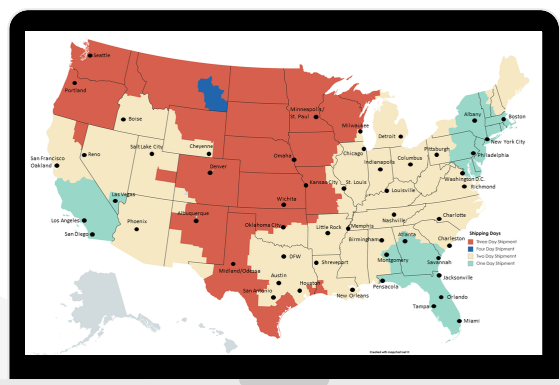 Seattle
Portland
Minneapolis/
St. Paul
Milwaukee
Albany
Boston
Boise
Detroit
New York City
Salt Lake City
Cheyenne
Chicago
Pittsburgh
Philadelphia
San Francisco
Oakland
Reno
Omaha
Indianapolis
Columbus
Denver
Washington D.C.
Kansas City
St. Louis
Richmond
Las Vegas
Wichita
Louisville
Los Angeles
Albuquerque
Nashville
Charlotte
San Diego
Phoenix
Oklahoma City
Little Rock
Memphis
Birmingham
Atlanta
Charleston
Shipping Days
Three Day Shipment
Four Day Shipment
Two Day Shipment
One Day Shipment
Midland/Odessa
DFW
Shreveport
Montgomery
Savannah
Austin
Jacksonville
San Antonio
Houston
New Orleans
Pensacola
Orlando
Tampa
Miami